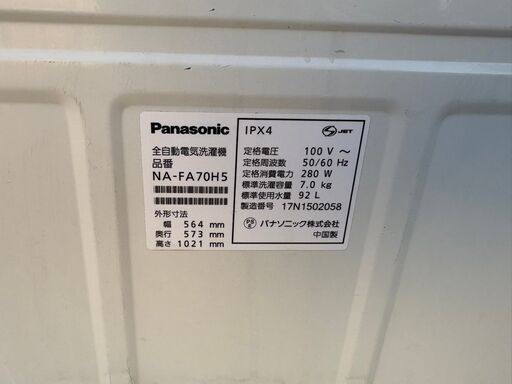 Panasonic
全自動電気洗濯機
品番
NA-FA70H5
外形寸法
幅 564 mm
奥行 573 mm
高さ 1021 mm
IPX4
JET
定格電圧 100 V ～
定格周波数 50/60 Hz
定格消費電力 280 W
標準洗濯容量 7.0 kg
標準使用水量 92 L
製造番号 17N1502058
PS E パナソニック株式会社
中国製